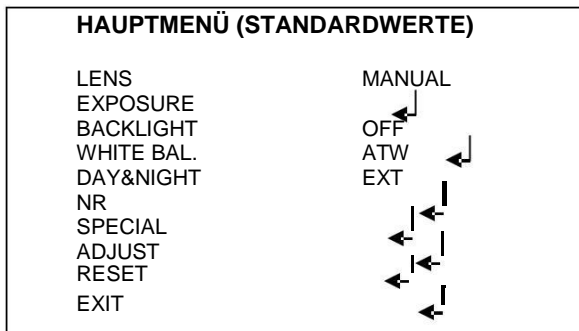 HAUPTMENÜ (STANDARDWERTE)
LENS MANUAL
EXPOSURE
BACKLIGHT OFF
WHITE BAL. ATW
DAY&NIGHT EXT
NR
SPECIAL
ADJUST
RESET
EXIT